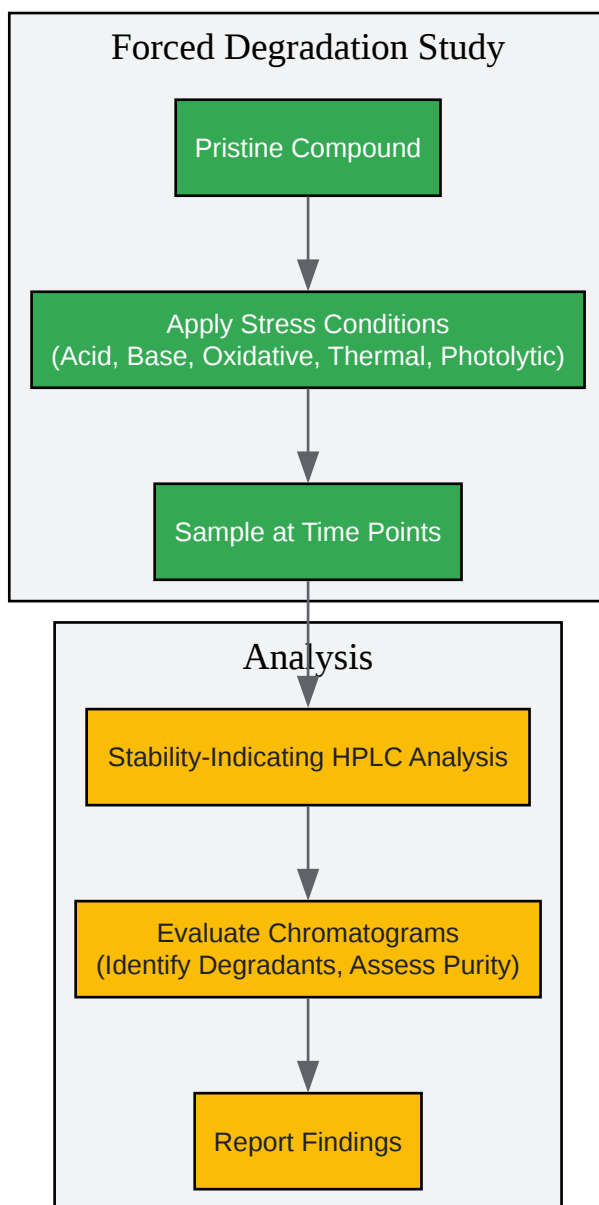 Forced Degradation Study
Pristine Compound
Apply Stress Conditions
(Acid, Base, Oxidative, Thermal, Photolytic)
Sample at Time Points
Analysis
Stability-Indicating HPLC Analysis
Evaluate Chromatograms
(Identify Degradants, Assess Purity)
Report Findings